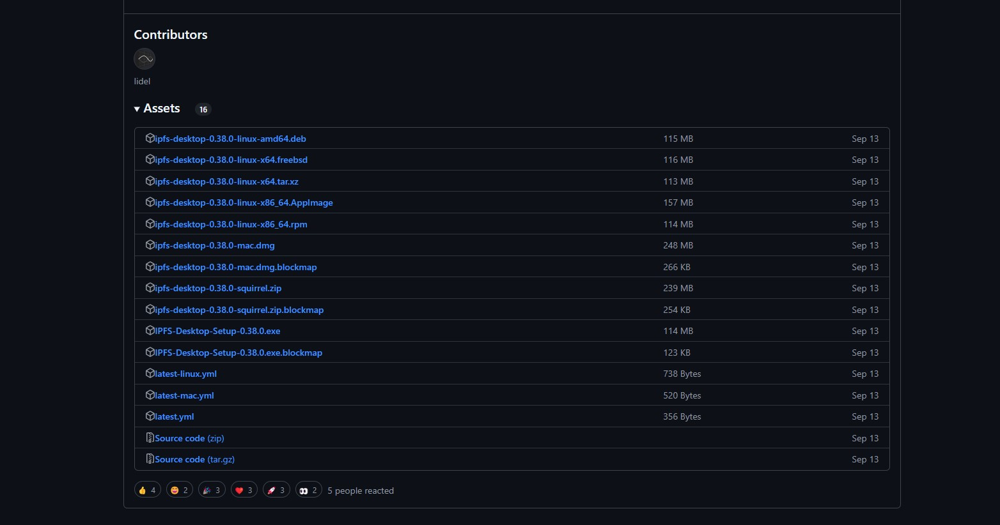 Contributors
lidel
Assets 16
ipfs-desktop-0.38.0-linux-amd64.deb 115 MB Sep 13
ipfs-desktop-0.38.0-linux-x64.freebsd 116 MB Sep 13
ipfs-desktop-0.38.0-linux-x64.tar.xz 113 MB Sep 13
ipfs-desktop-0.38.0-linux-x86_64.AppImage 157 MB Sep 13
ipfs-desktop-0.38.0-linux-x86_64.rpm 114 MB Sep 13
ipfs-desktop-0.38.0-mac.dmg 248 MB Sep 13
ipfs-desktop-0.38.0-mac.dmg.blockmap 266 KB Sep 13
ipfs-desktop-0.38.0-squirrel.zip 239 MB Sep 13
ipfs-desktop-0.38.0-squirrel.zip.blockmap 254 KB Sep 13
IPFS-Desktop-Setup-0.38.0.exe 114 MB Sep 13
IPFS-Desktop-Setup-0.38.0.exe.blockmap 123 KB Sep 13
latest-linux.yml 738 Bytes Sep 13
latest-mac.yml 520 Bytes Sep 13
latest.yml 356 Bytes Sep 13
Source code (zip) Sep 13
Source code (tar.gz) Sep 13
👍 4 😄 2 🎉 3 ❤️ 3 🚀 3 👀 2 5 people reacted